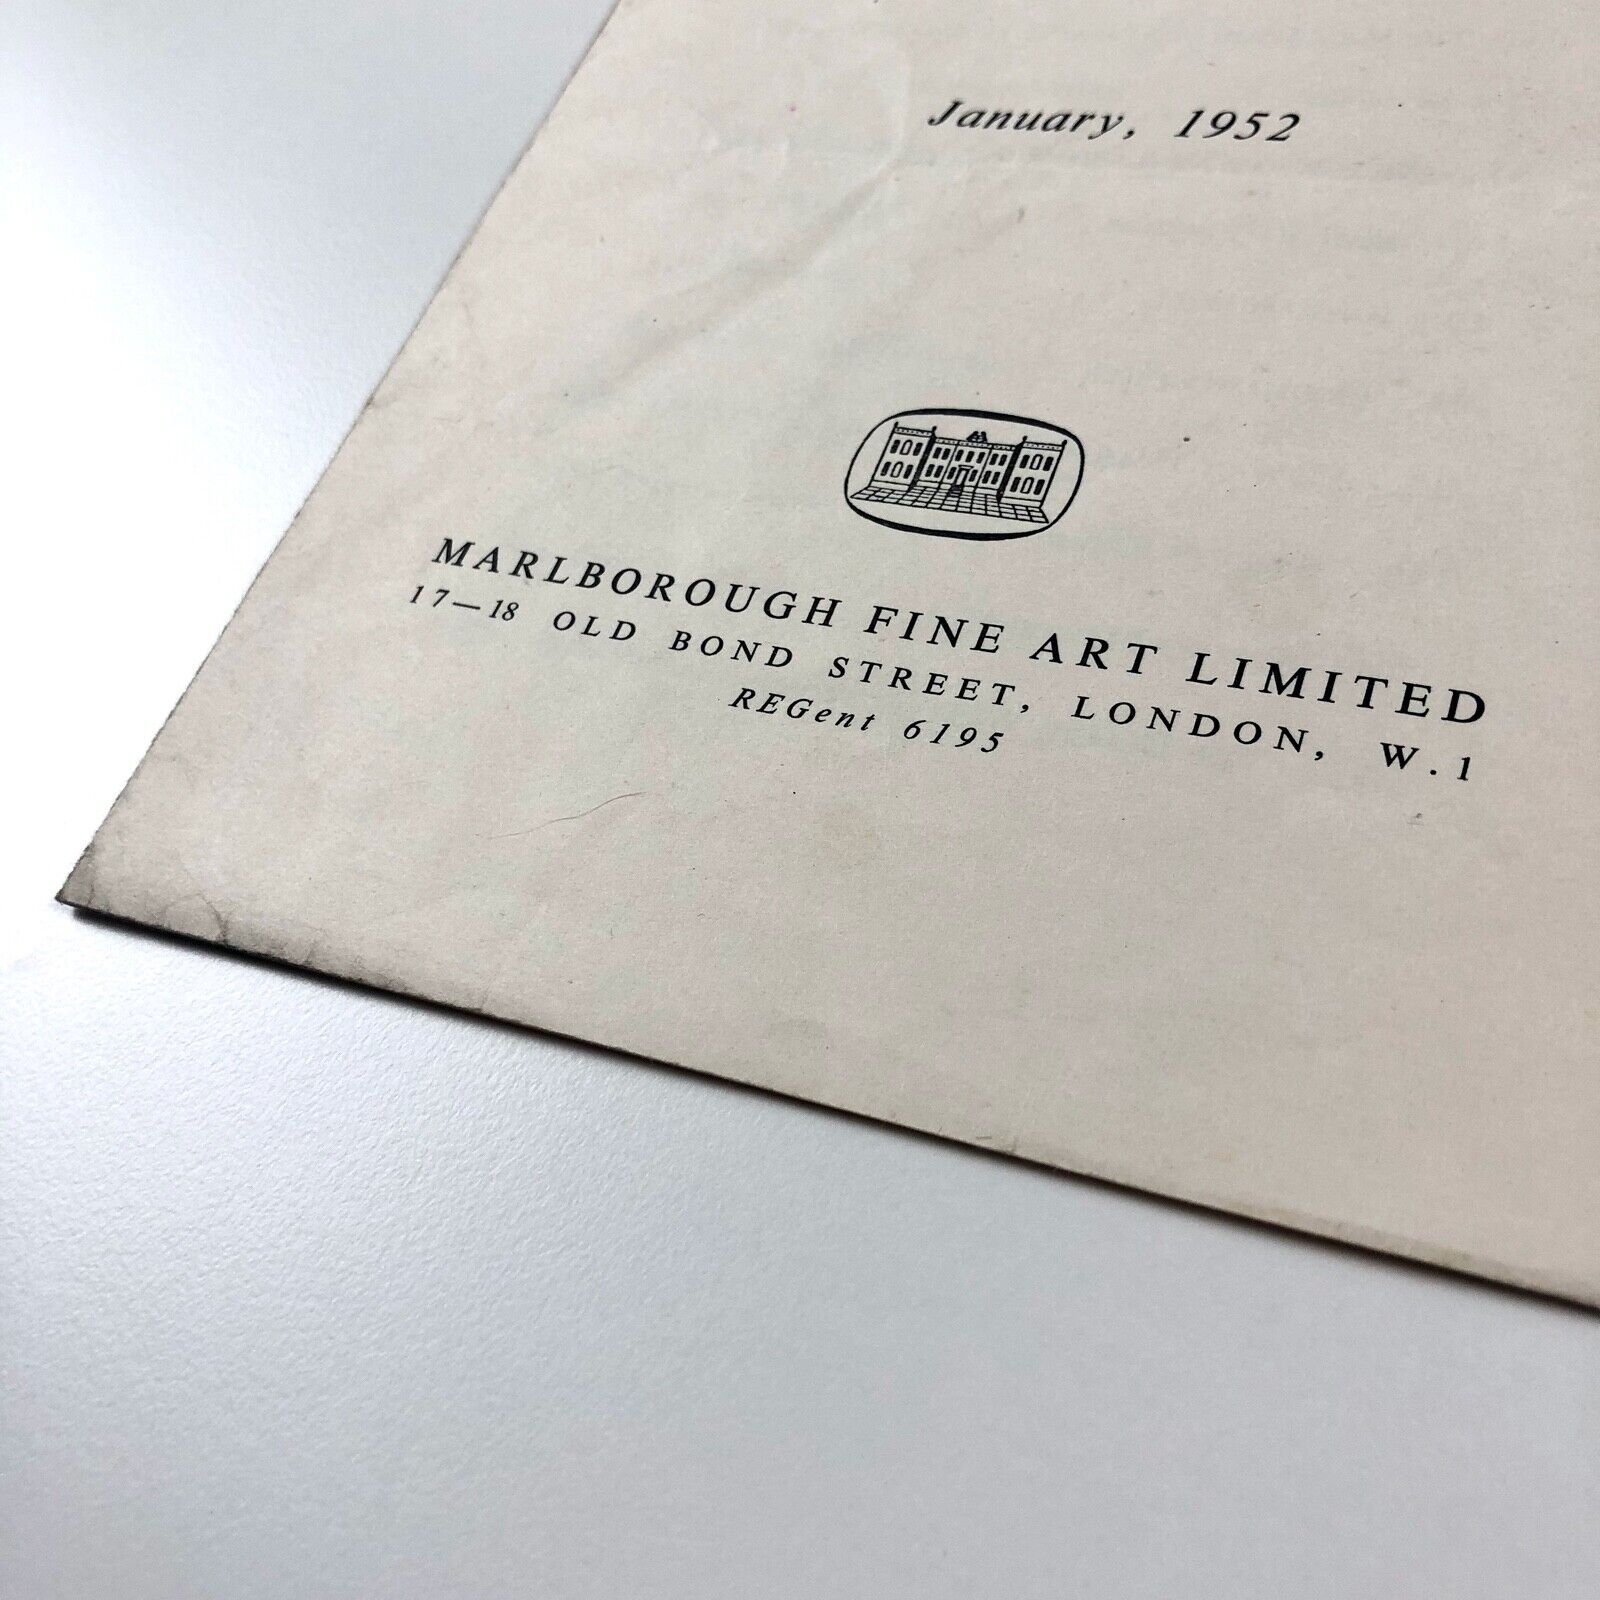 January, 1952
MARLBOROUGH FINE ART LIMITED
17—18 OLD BOND STREET, LONDON, W.1
REGent 6195